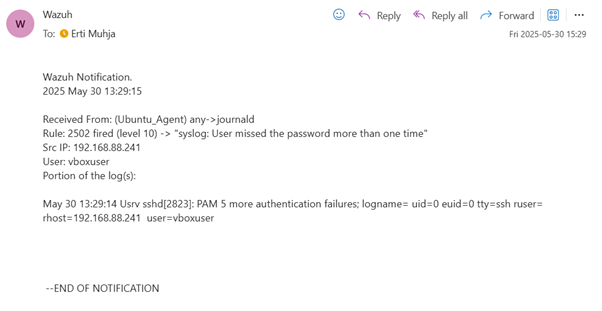 W
Wazuh
Reply
Reply all
Forward
To: Erti Muhja
Fri 2025-05-30 15:29
Wazuh Notification.
2025 May 30 13:29:15
Received From: (Ubuntu_Agent) any->journald
Rule: 2502 fired (level 10) -> "syslog: User missed the password more than one time"
Src IP: 192.168.88.241
User: vboxuser
Portion of the log(s):
May 30 13:29:14 Usrv sshd[2823]: PAM 5 more authentication failures; logname= uid=0 euid=0 tty=ssh ruser=
rhost=192.168.88.241  user=vboxuser
--END OF NOTIFICATION